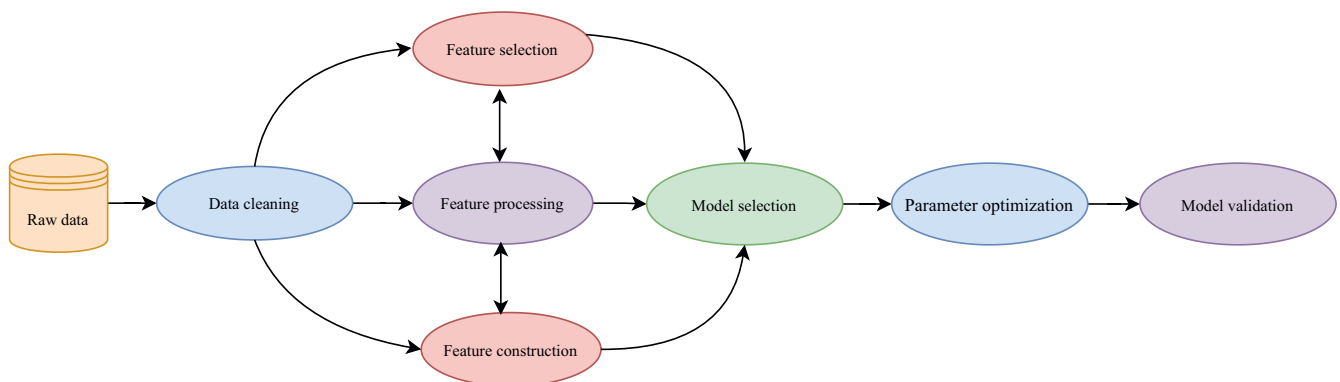 Feature selection
Raw data
Data cleaning
Feature processing
Model selection
Parameter optimization
Model validation
Feature construction